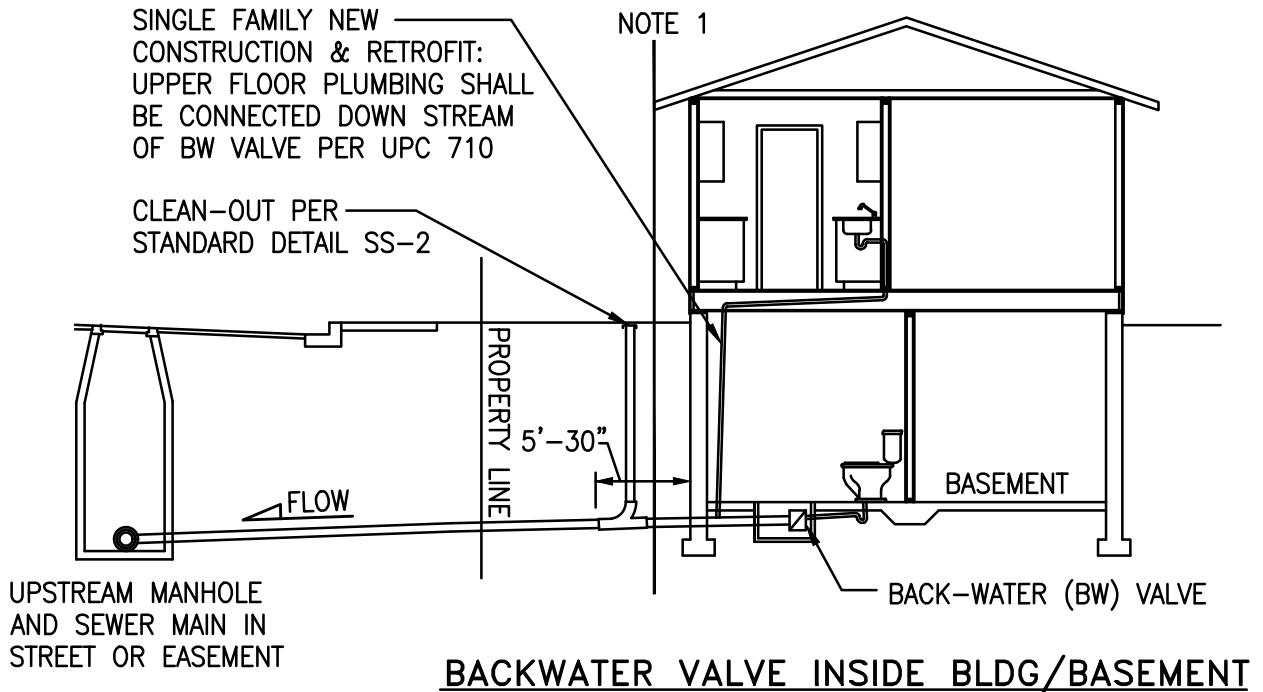 SINGLE FAMILY NEW
CONSTRUCTION & RETROFIT:
UPPER FLOOR PLUMBING SHALL
BE CONNECTED DOWN STREAM
OF BW VALVE PER UPC 710
NOTE 1
CLEAN-OUT PER
STANDARD DETAIL SS-2
PROPERTY LINE
5'-30"
FLOW
BASEMENT
UPSTREAM MANHOLE
AND SEWER MAIN IN
STREET OR EASEMENT
BACK-WATER (BW) VALVE
BACKWATER VALVE INSIDE BLDG/BASEMENT